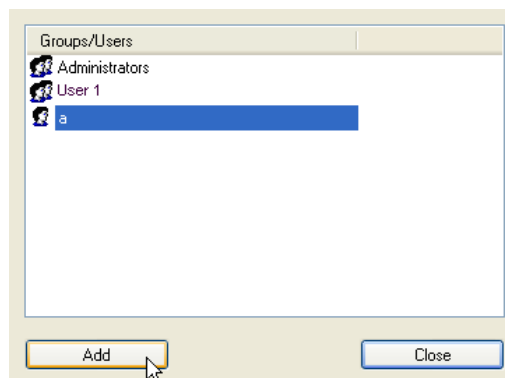 Groups/Users
Administrators
User 1
a
Add
Close